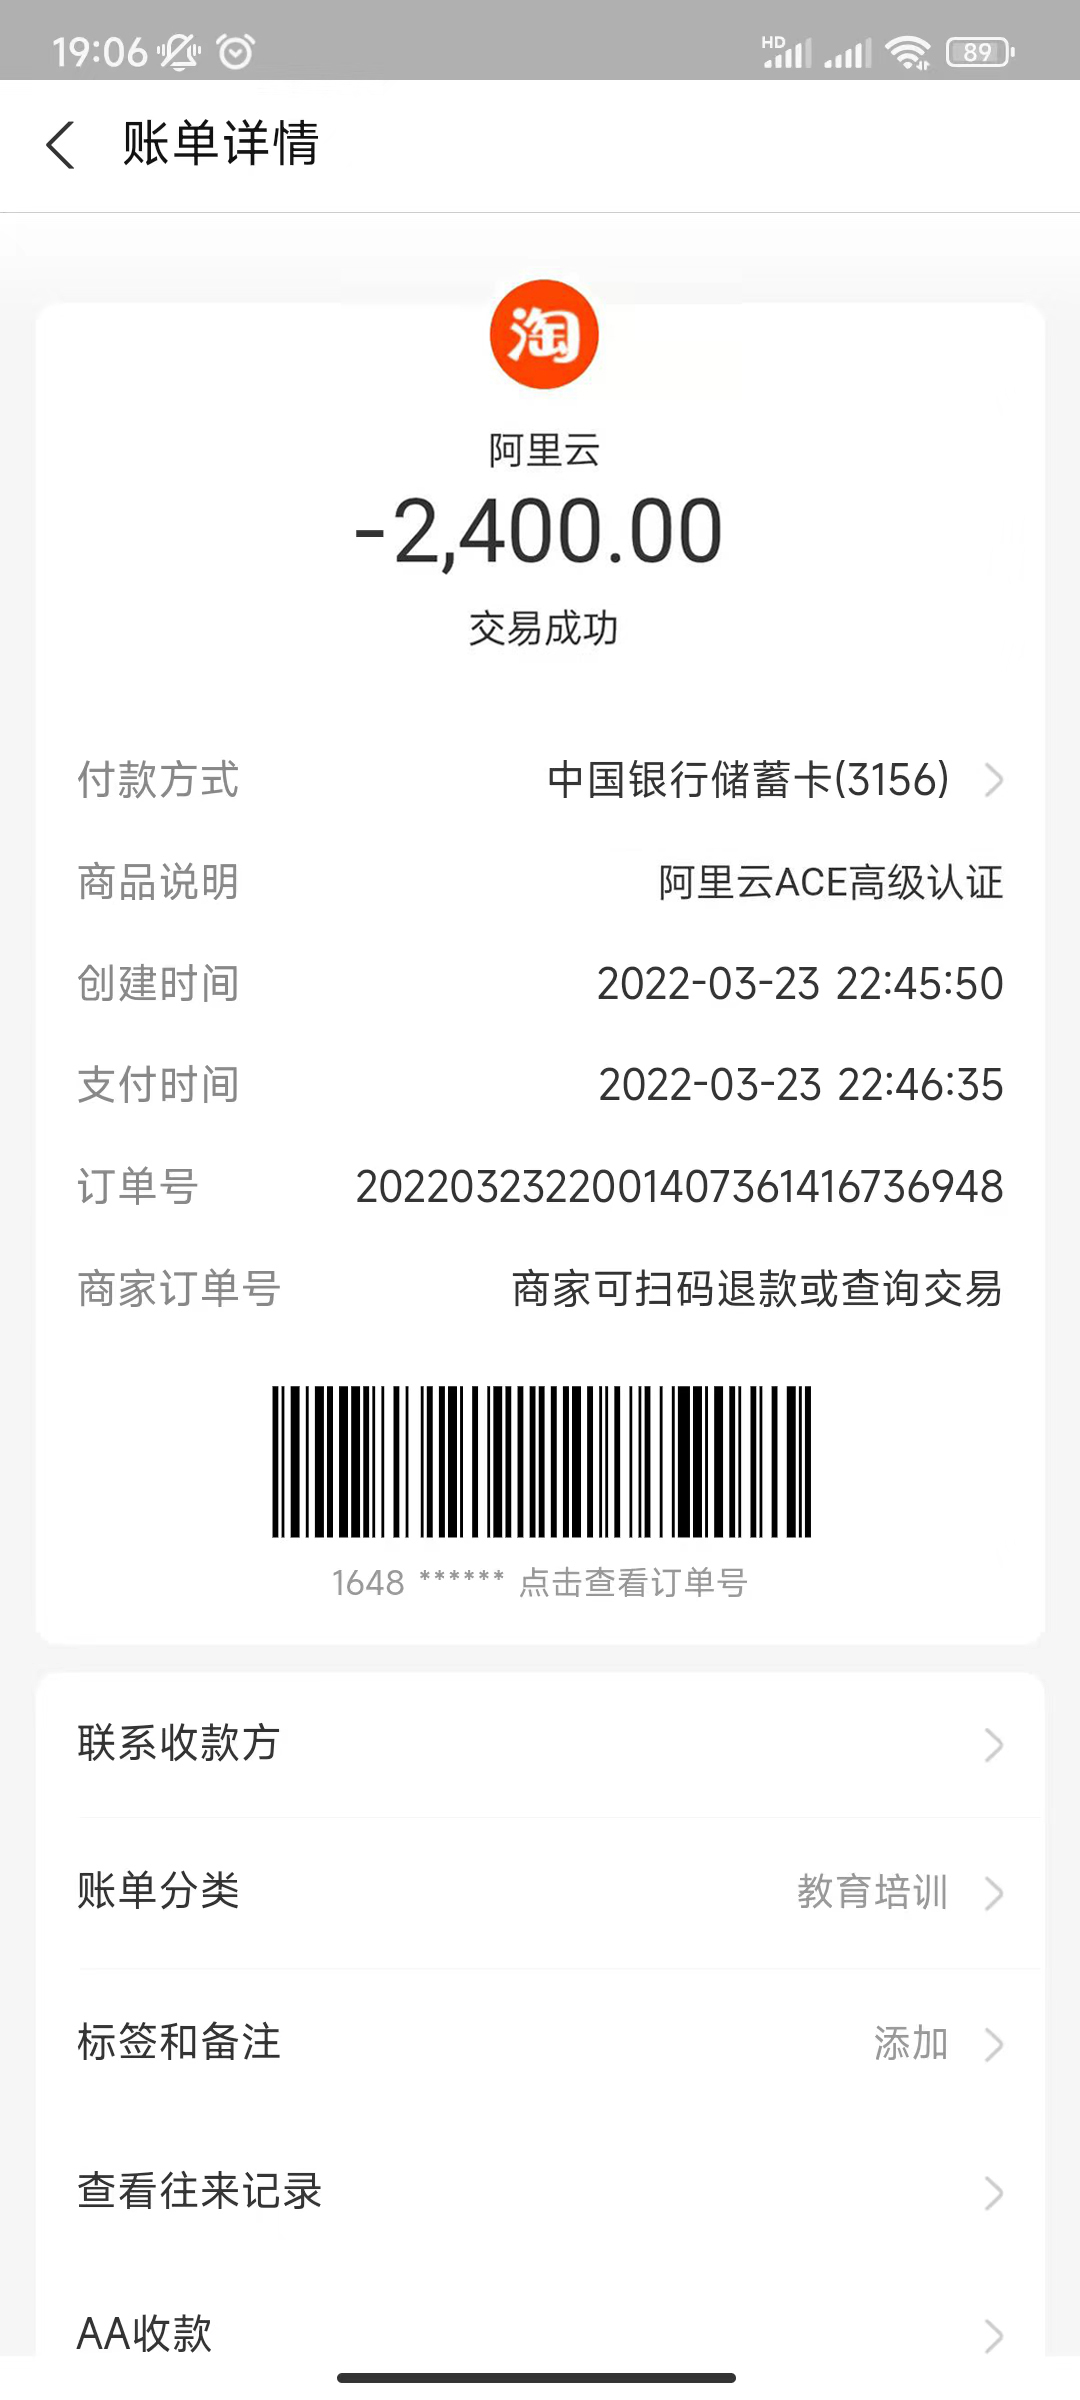 19:06 HD 89
账单详情
淘
阿里云
-2,400.00
交易成功
付款方式 中国银行储蓄卡(3156)
商品说明 阿里云ACE高级认证
创建时间 2022-03-23 22:45:50
支付时间 2022-03-23 22:46:35
订单号 2022032322001407361416736948
商家订单号 商家可扫码退款或查询交易
1648 ****** 点击查看订单号
联系收款方
账单分类 教育培训
标签和备注 添加
查看往来记录
AA收款